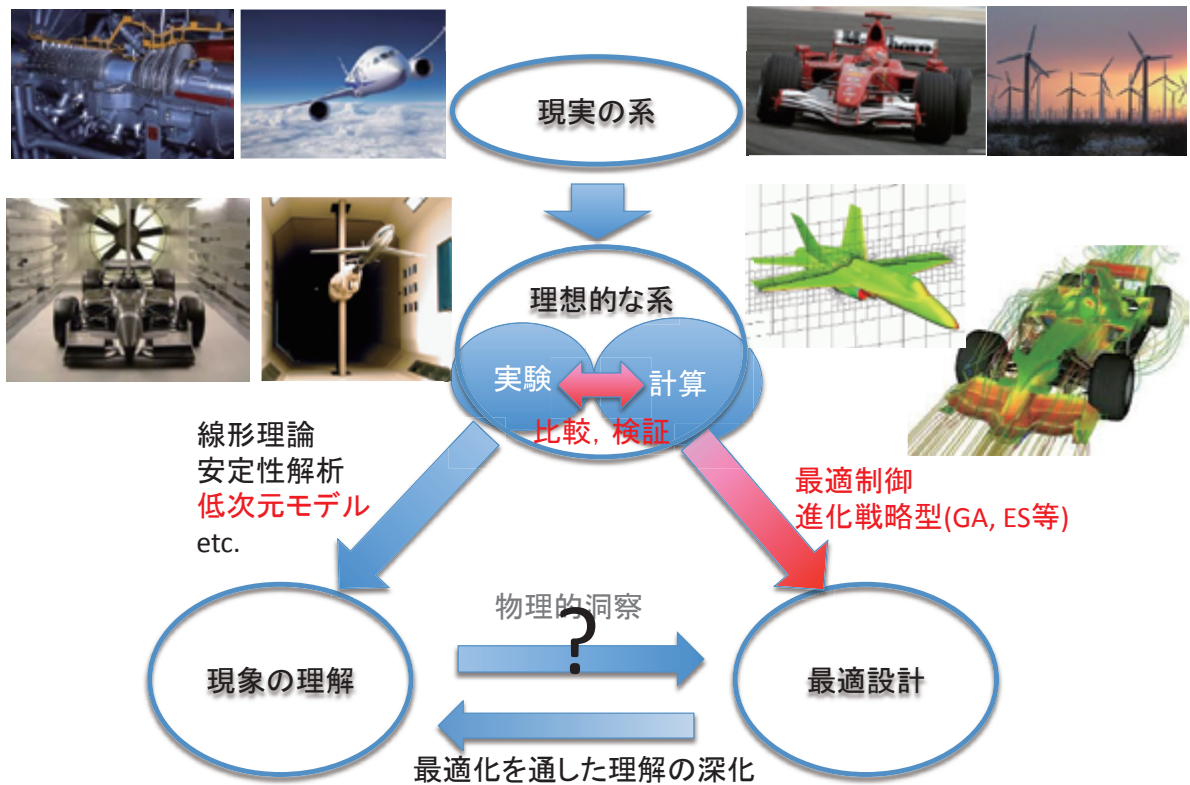 現実の系
理想的な系
実験
計算
比較，検証
線形理論
安定性解析
低次元モデル
etc.
最適制御
進化戦略型(GA, ES等)
物理的洞察
?
現象の理解
最適設計
最適化を通した理解の深化